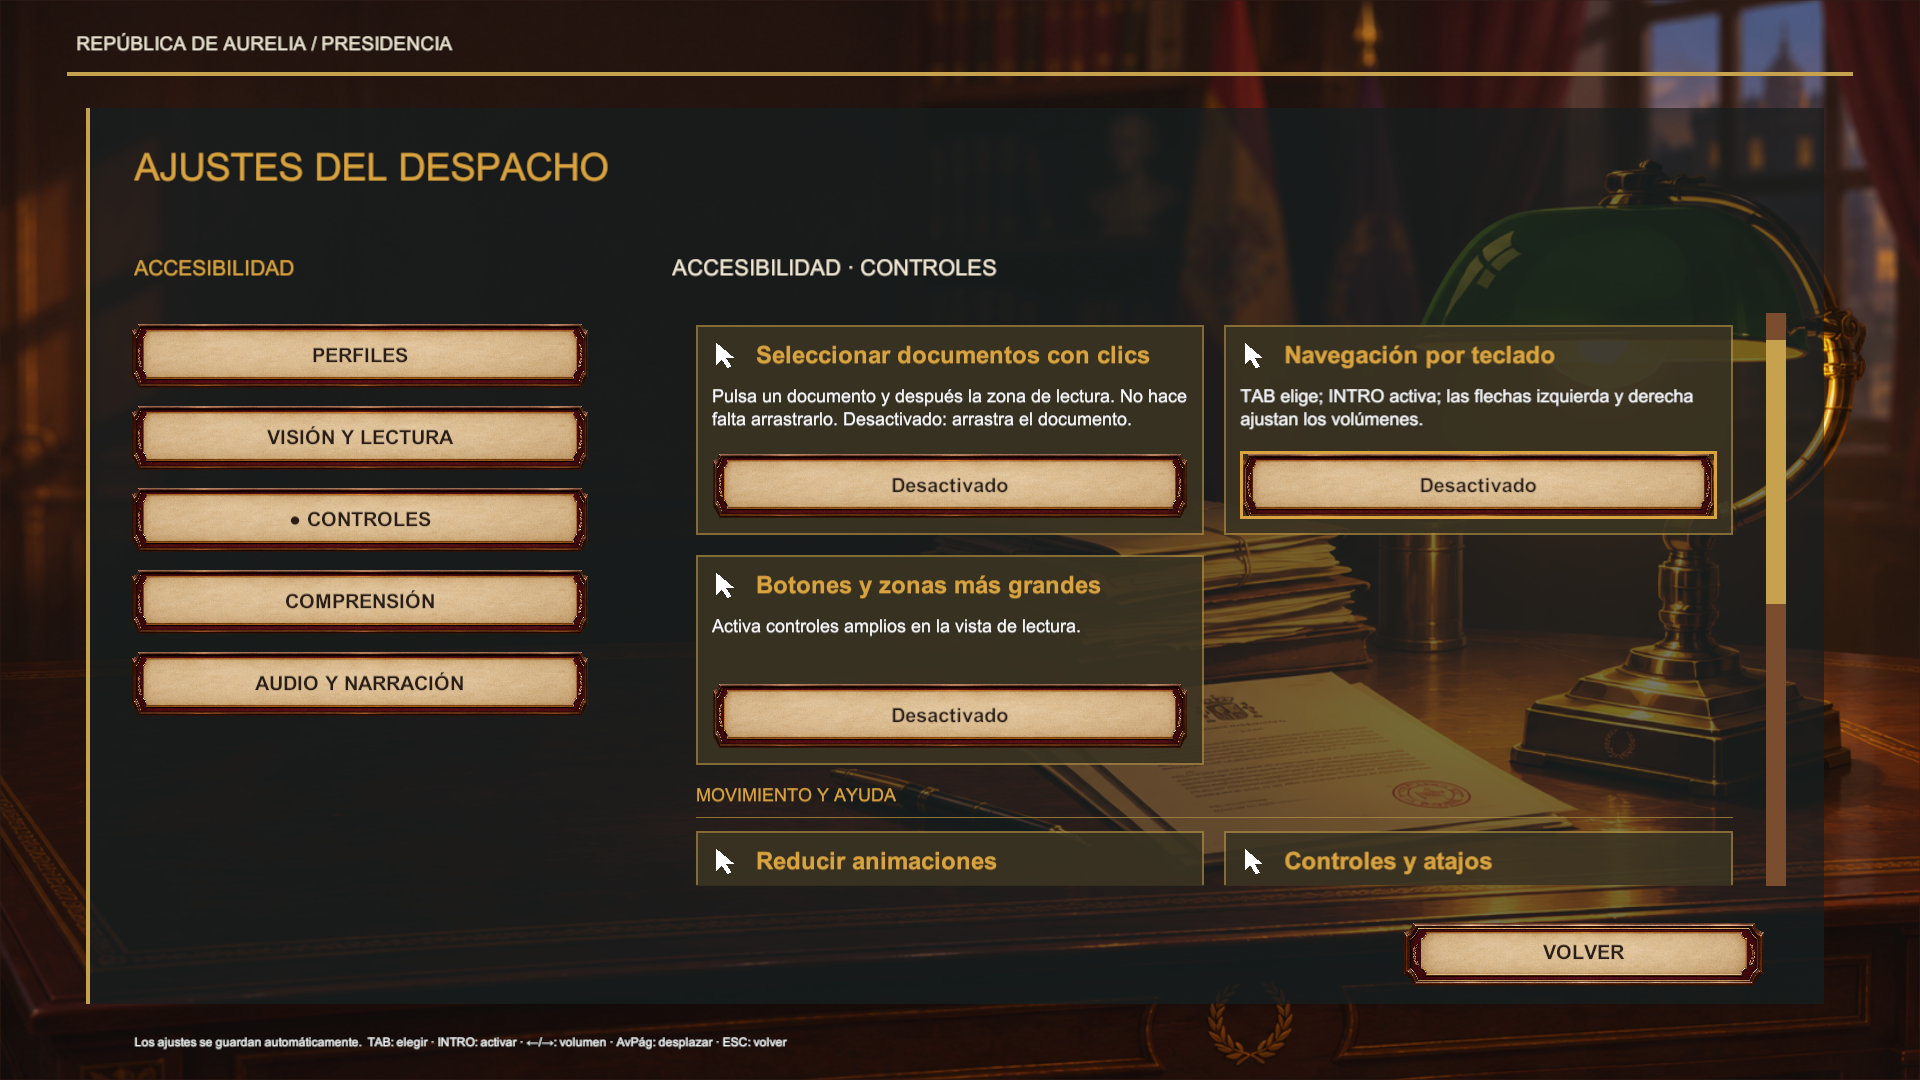 REPÚBLICA DE AURELIA / PRESIDENCIA
AJUSTES DEL DESPACHO
ACCESIBILIDAD
PERFILES
VISIÓN Y LECTURA
• CONTROLES
COMPRENSIÓN
AUDIO Y NARRACIÓN
ACCESIBILIDAD · CONTROLES
Seleccionar documentos con clics
Pulsa un documento y después la zona de lectura. No hace
falta arrastrarlo. Desactivado: arrastra el documento.
Desactivado
Navegación por teclado
TAB elige; INTRO activa; las flechas izquierda y derecha
ajustan los volúmenes.
Desactivado
Botones y zonas más grandes
Activa controles amplios en la vista de lectura.
Desactivado
MOVIMIENTO Y AYUDA
Reducir animaciones
Controles y atajos
VOLVER
Los ajustes se guardan automáticamente. TAB: elegir · INTRO: activar · ←/→: volumen · AvPág: desplazar · ESC: volver